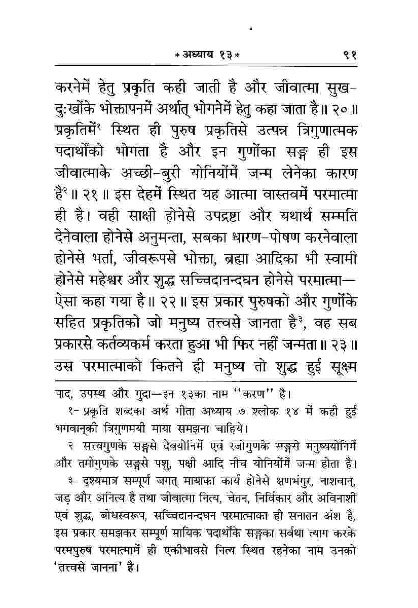 * अध्याय १३ * ९१
करनेमें हेतु प्रकृति कही जाती है और जीवात्मा सुख-
दुःखोंके भोक्तापनमें अर्थात् भोगनेमें हेतु कहा जाता है॥ २०॥
प्रकृतिमें१ स्थित ही पुरुष प्रकृतिसे उत्पन्न त्रिगुणात्मक
पदार्थोंको भोगता है और इन गुणोंका सङ्ग ही इस
जीवात्माके अच्छी-बुरी योनियोंमें जन्म लेनेका कारण
है२॥ २१॥ इस देहमें स्थित यह आत्मा वास्तवमें परमात्मा
ही है। वही साक्षी होनेसे उपद्रष्टा और यथार्थ सम्मति
देनेवाला होनेसे अनुमन्ता, सबका धारण-पोषण करनेवाला
होनेसे भर्ता, जीवरूपसे भोक्ता, ब्रह्मा आदिका भी स्वामी
होनेसे महेश्वर और शुद्ध सच्चिदानन्दघन होनेसे परमात्मा—
ऐसा कहा गया है॥ २२॥ इस प्रकार पुरुषको और गुणोंके
सहित प्रकृतिको जो मनुष्य तत्त्वसे जानता है३, वह सब
प्रकारसे कर्तव्यकर्म करता हुआ भी फिर नहीं जन्मता॥ २३॥
उस परमात्माको कितने ही मनुष्य तो शुद्ध हुई सूक्ष्म
पाद, उपस्थ और गुदा—इन १३का नाम "करण" है।
१- प्रकृति शब्दका अर्थ गीता अध्याय ७ श्लोक १४ में कही हुई
भगवान्‌की त्रिगुणमयी माया समझना चाहिये।
२ सत्त्वगुणके सङ्गसे देवयोनिमें एवं रजोगुणके सङ्गसे मनुष्ययोनिमें
और तमोगुणके सङ्गसे पशु, पक्षी आदि नीच योनियोंमें जन्म होता है।
३- दृश्यमात्र सम्पूर्ण जगत् मायाका कार्य होनेसे क्षणभंगुर, नाशवान्,
जड़ और अनित्य है तथा जीवात्मा नित्य, चेतन, निर्विकार और अविनाशी
एवं शुद्ध, बोधस्वरूप, सच्चिदानन्दघन परमात्माका ही सनातन अंश है,
इस प्रकार समझकर सम्पूर्ण मायिक पदार्थोंके सङ्गका सर्वथा त्याग करके
परमपुरुष परमात्मामें ही एकीभावसे नित्य स्थित रहनेका नाम उनको
'तत्त्वसे जानना' है।